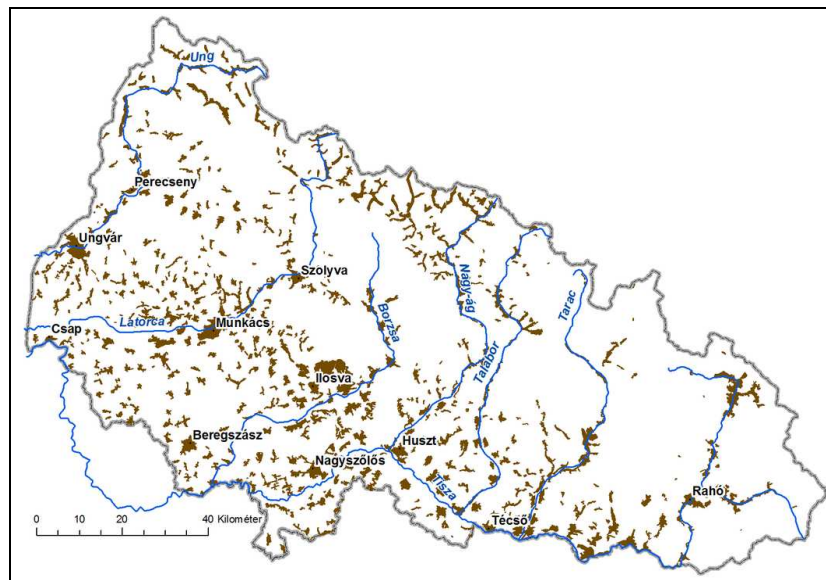 Ung
Perecseny
Ungvár
Szolyva
Nagy-ág
Borzsa
Tarac
Latorca
Munkács
Csap
Talabor
Ilosva
Beregszász
Huszt
Nagyszőlős
Tisza
Rahó
Técső
0 10 20 40 Kilométer